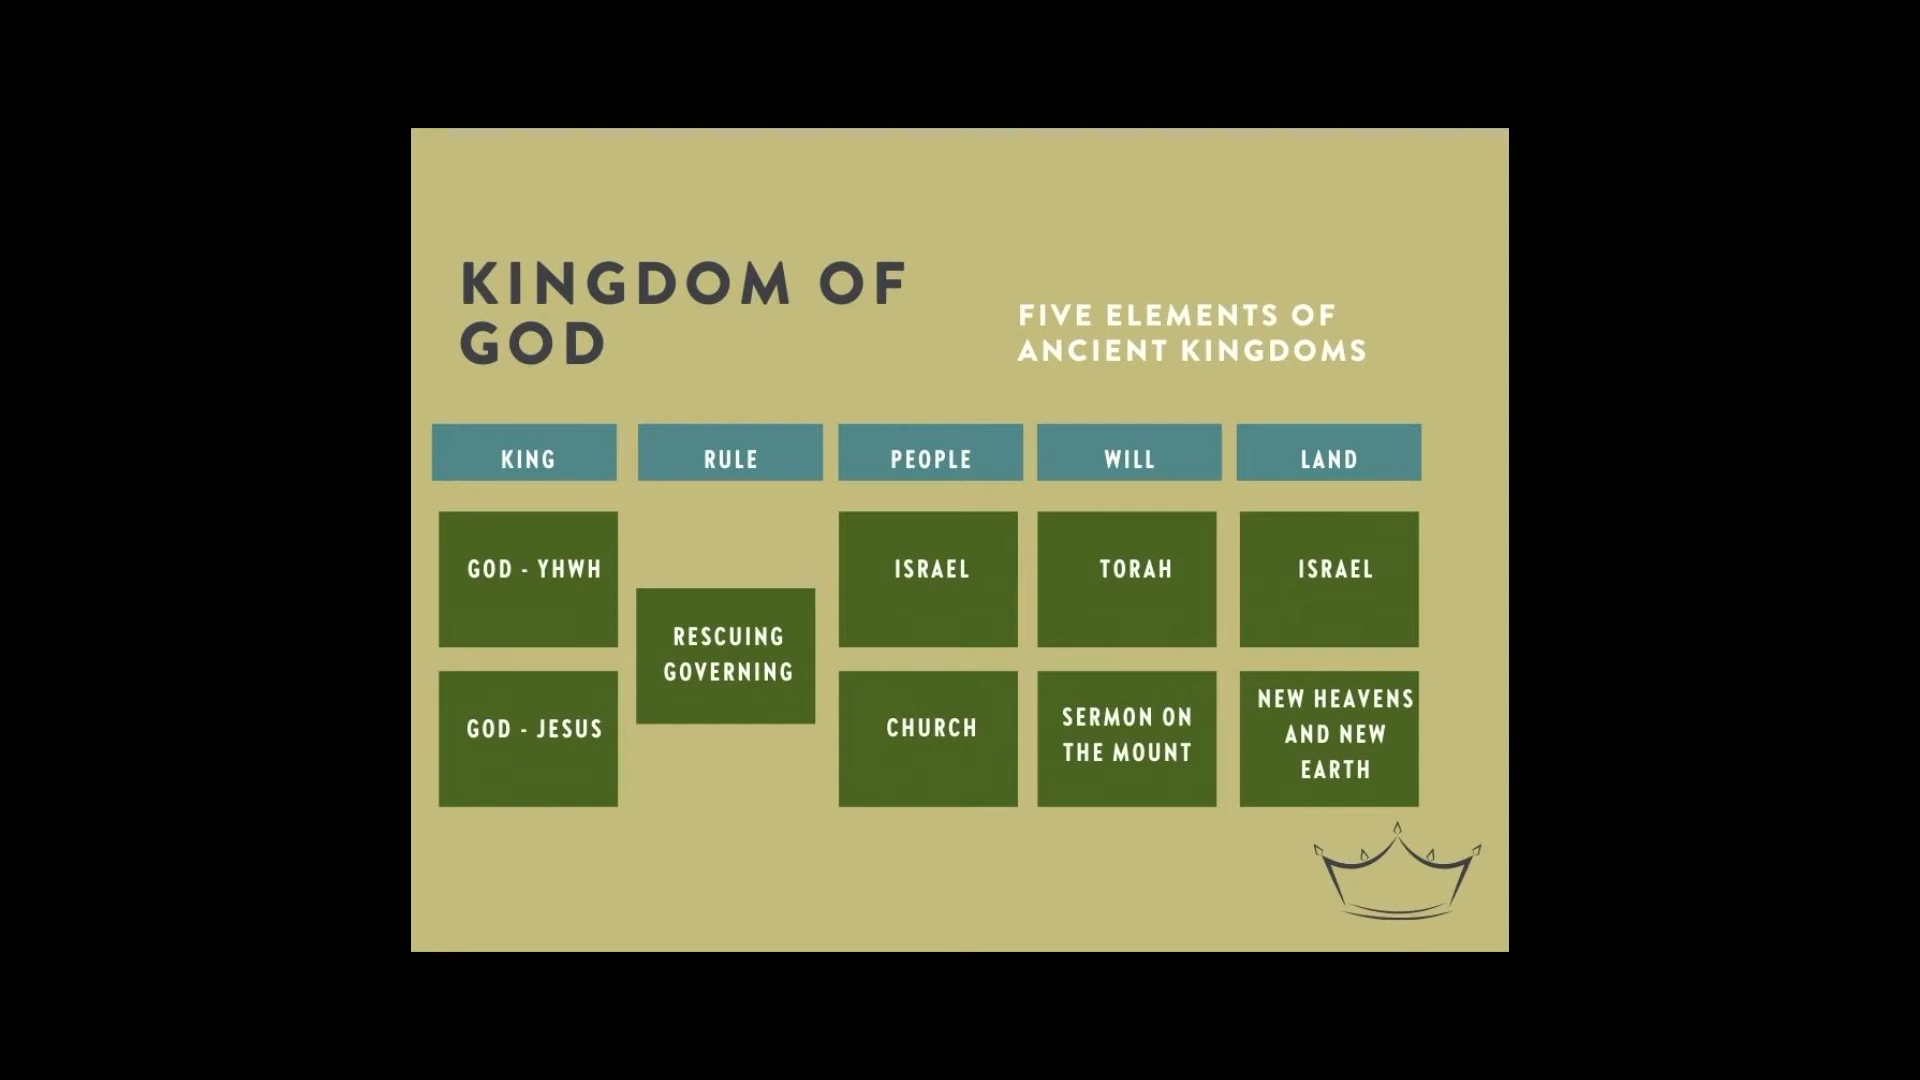 KINGDOM OF
GOD
FIVE ELEMENTS OF
ANCIENT KINGDOMS
KING
RULE
PEOPLE
WILL
LAND
GOD - YHWH
ISRAEL
TORAH
ISRAEL
RESCUING
GOVERNING
GOD - JESUS
CHURCH
SERMON ON
THE MOUNT
NEW HEAVENS
AND NEW
EARTH